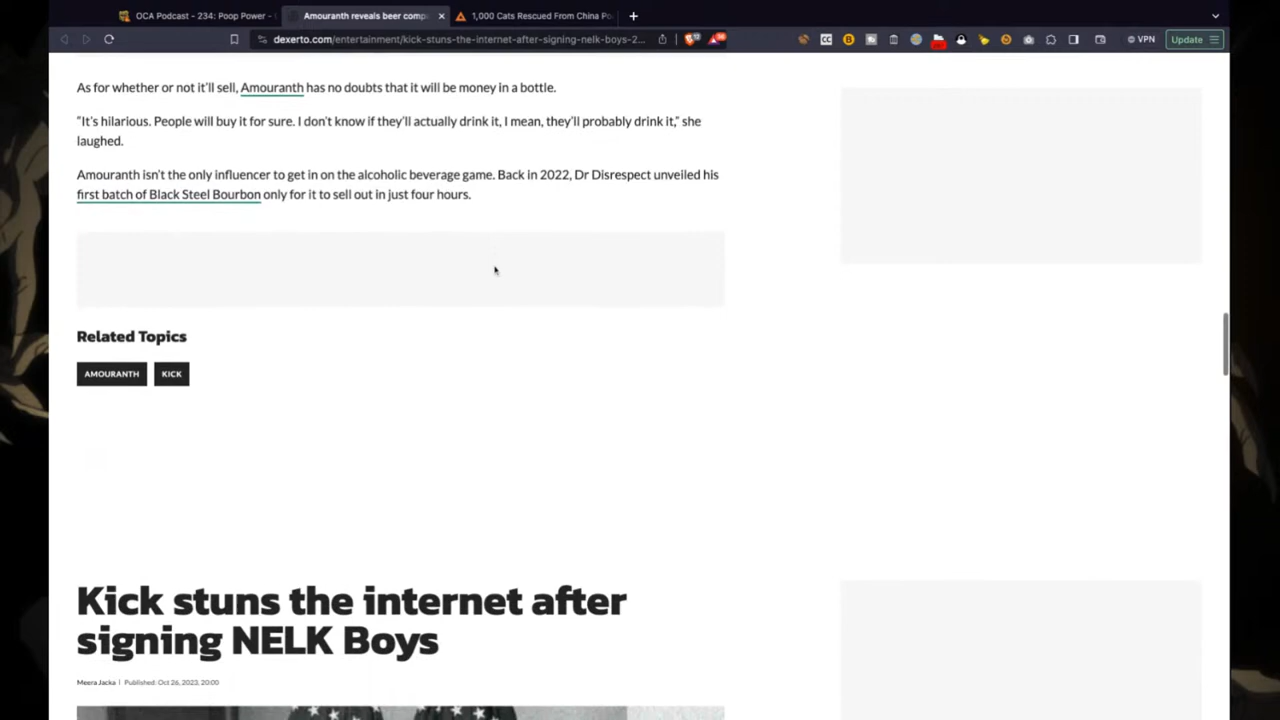 OCA Podcast - 234: Poop Power -
Amouranth reveals beer comp
1,000 Cats Rescued From China Po
dexerto.com/entertainment/kick-stuns-the-internet-after-signing-nelk-boys-2...
VPN
Update
As for whether or not it'll sell, Amouranth has no doubts that it will be money in a bottle.
"It's hilarious. People will buy it for sure. I don't know if they'll actually drink it, I mean, they'll probably drink it," she
laughed.
Amouranth isn't the only influencer to get in on the alcoholic beverage game. Back in 2022, Dr Disrespect unveiled his
first batch of Black Steel Bourbon only for it to sell out in just four hours.
Related Topics
AMOURANTH
KICK
Kick stuns the internet after
signing NELK Boys
Meera Jacka | Published: Oct 26, 2023, 20:00